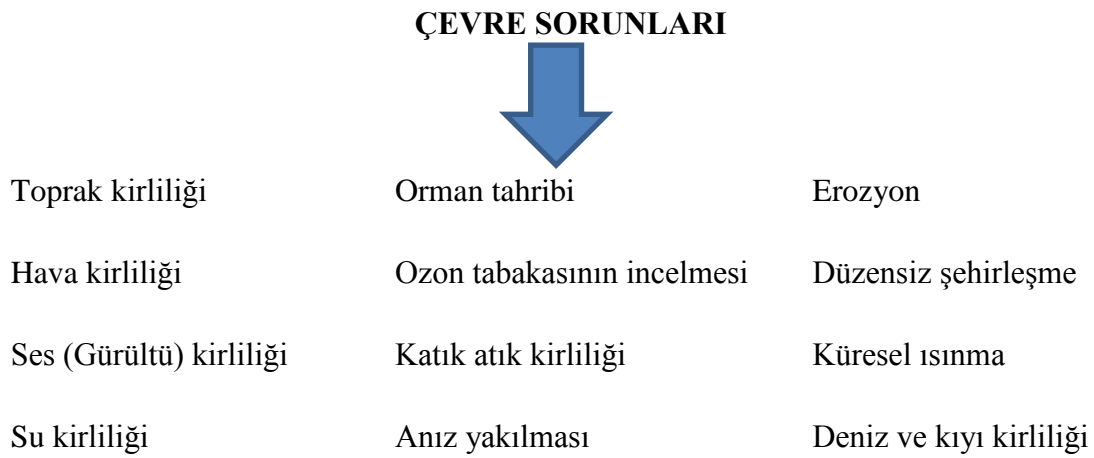 ÇEVRE SORUNLARI
Toprak kirliliği Orman tahribi Erozyon
Hava kirliliği Ozon tabakasının incelmesi Düzensiz şehirleşme
Ses (Gürültü) kirliliği Katık atık kirliliği Küresel ısınma
Su kirliliği Anız yakılması Deniz ve kıyı kirliliği